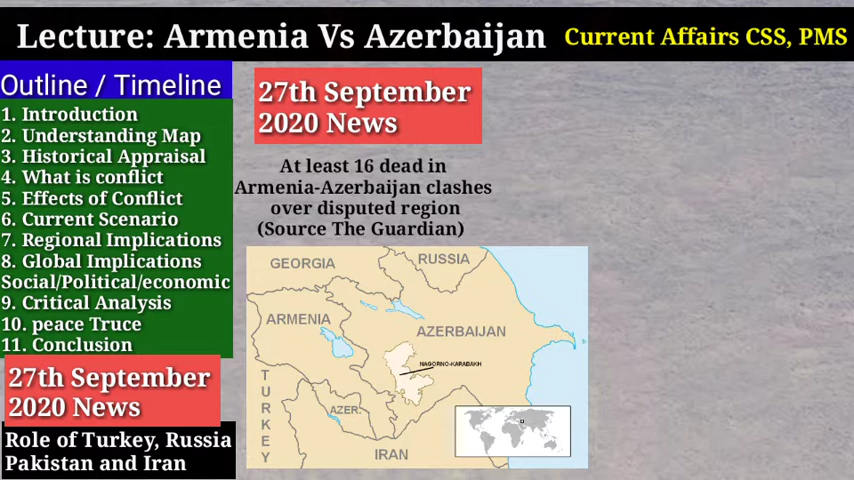 Lecture: Armenia Vs Azerbaijan
Current Affairs CSS, PMS
Outline / Timeline
1. Introduction
2. Understanding Map
3. Historical Appraisal
4. What is conflict
5. Effects of Conflict
6. Current Scenario
7. Regional Implications
8. Global Implications
Social/Political/economic
9. Critical Analysis
10. peace Truce
11. Conclusion
27th September
2020 News
Role of Turkey, Russia
Pakistan and Iran
27th September
2020 News
At least 16 dead in
Armenia-Azerbaijan clashes
over disputed region
(Source The Guardian)
GEORGIA
RUSSIA
ARMENIA
AZERBAIJAN
NAGORNO-KARABAKH
TURKEY
AZER.
IRAN